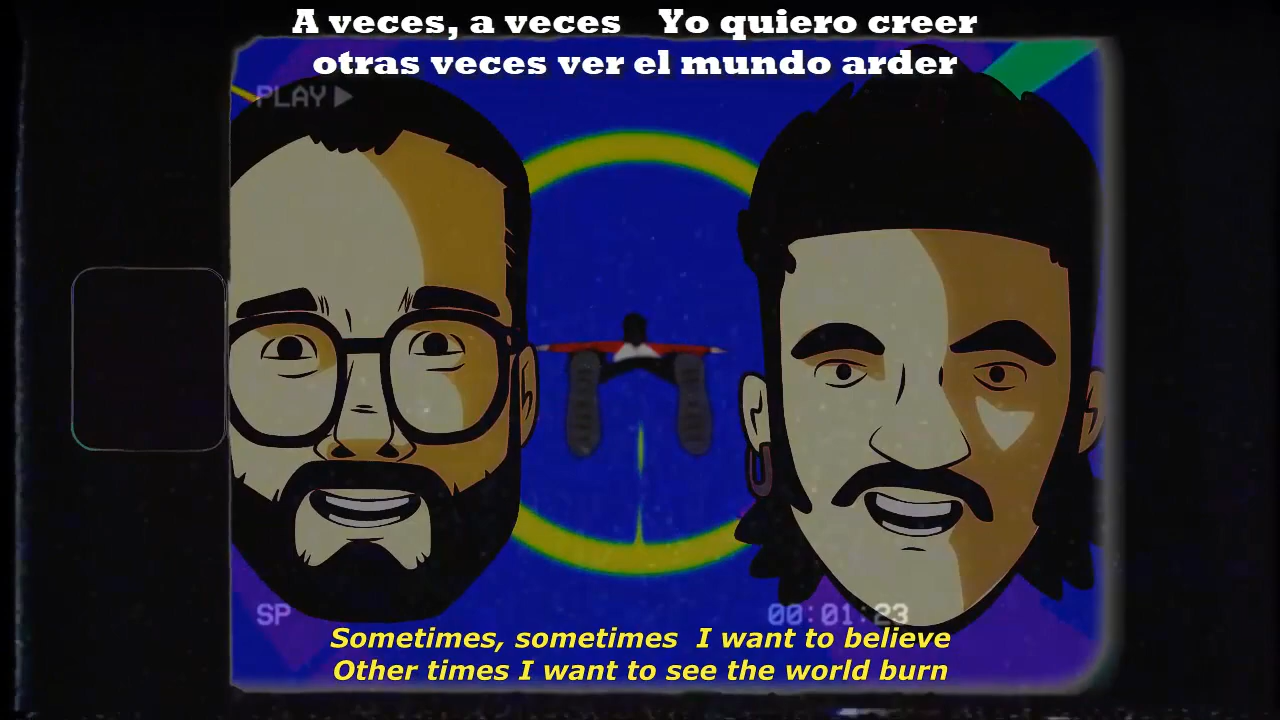 A veces, a veces Yo quiero creer
otras veces ver el mundo arder
PLAY
SP
00:01:23
Sometimes, sometimes I want to believe
Other times I want to see the world burn